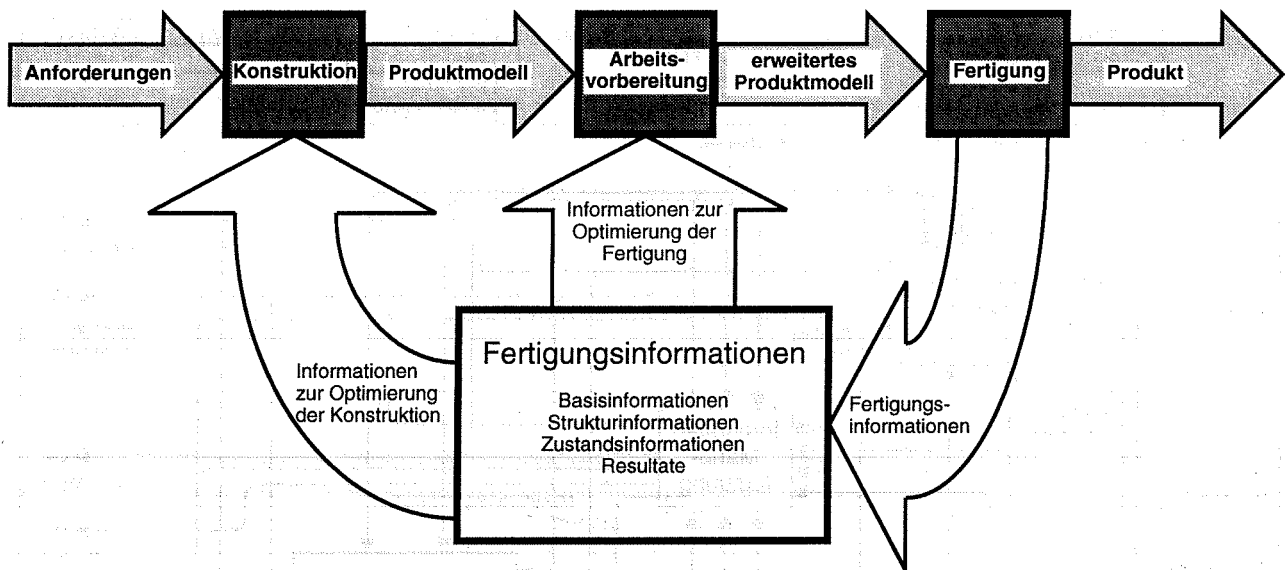 Anforderungen
Konstruktion
Produktmodell
Arbeits-
vorbereitung
erweitertes
Produktmodell
Fertigung
Produkt
Informationen zur
Optimierung der
Fertigung
Fertigungsinformationen
Basisinformationen
Strukturinformationen
Zustandsinformationen
Resultate
Informationen
zur Optimierung
der Konstruktion
Fertigungs-
informationen